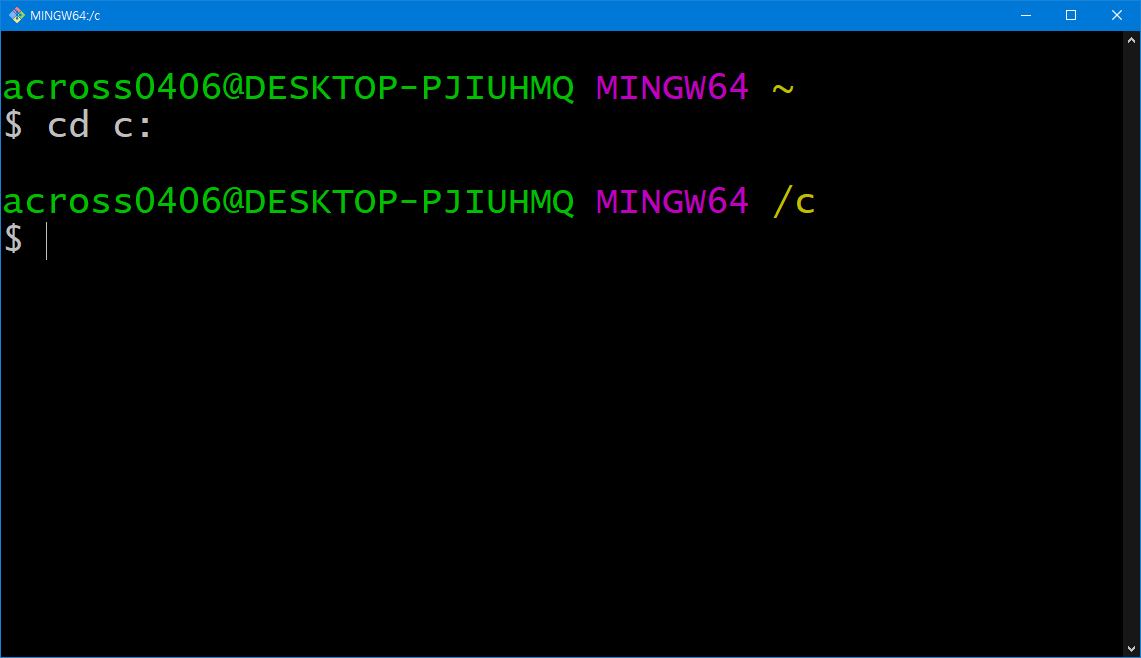 MINGW64:/c
across0406@DESKTOP-PJIUHMQ MINGW64 ~
$ cd c:
across0406@DESKTOP-PJIUHMQ MINGW64 /c
$